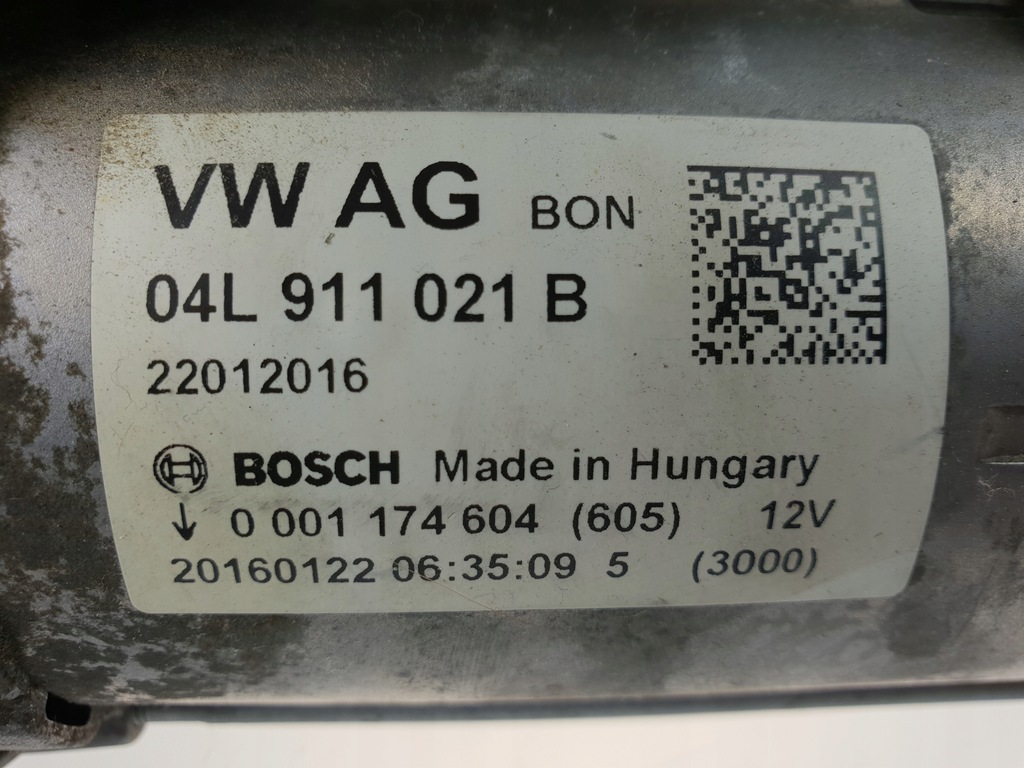 VW AG BON
04L 911 021 B
22012016
BOSCH Made in Hungary
↓ 0 001 174 604 (605) 12V
20160122 06:35:09 5 (3000)